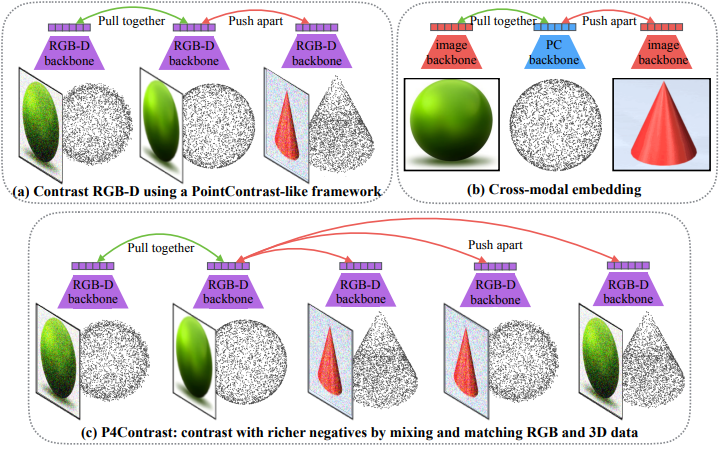 Pull together
Push apart
RGB-D
backbone
RGB-D
backbone
RGB-D
backbone
(a) Contrast RGB-D using a PointContrast-like framework
Pull together
Push apart
image
backbone
PC
backbone
image
backbone
(b) Cross-modal embedding
Pull together
Push apart
RGB-D
backbone
RGB-D
backbone
RGB-D
backbone
RGB-D
backbone
RGB-D
backbone
(c) P4Contrast: contrast with richer negatives by mixing and matching RGB and 3D data